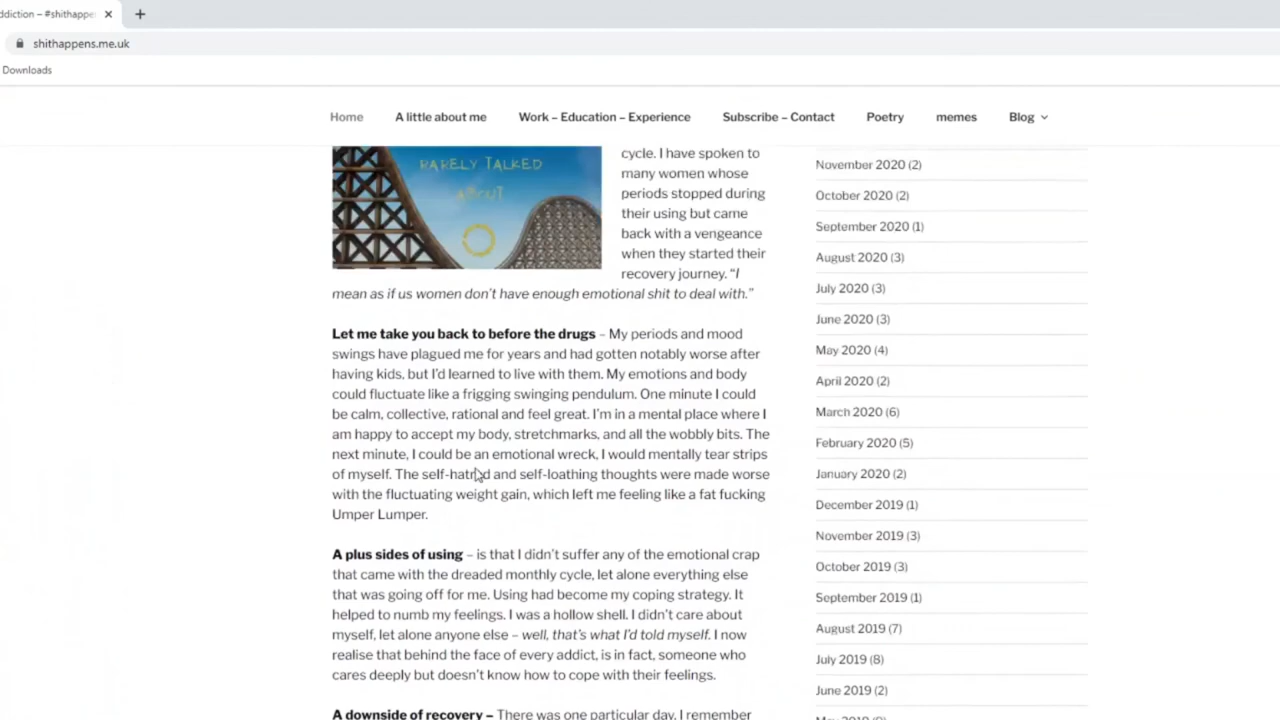 ddiction – #shithappe
shithappens.me.uk
Downloads
Home A little about me Work – Education – Experience Subscribe – Contact Poetry memes Blog
RARELY TALKED
ABOUT
cycle. I have spoken to
many women whose
periods stopped during
their using but came
back with a vengeance
when they started their
recovery journey. “I
mean as if us women don’t have enough emotional shit to deal with.”
Let me take you back to before the drugs – My periods and mood
swings have plagued me for years and had gotten notably worse after
having kids, but I’d learned to live with them. My emotions and body
could fluctuate like a frigging swinging pendulum. One minute I could
be calm, collective, rational and feel great. I’m in a mental place where I
am happy to accept my body, stretchmarks, and all the wobbly bits. The
next minute, I could be an emotional wreck, I would mentally tear strips
of myself. The self-hatred and self-loathing thoughts were made worse
with the fluctuating weight gain, which left me feeling like a fat fucking
Umper Lumper.
A plus sides of using – is that I didn’t suffer any of the emotional crap
that came with the dreaded monthly cycle, let alone everything else
that was going off for me. Using had become my coping strategy. It
helped to numb my feelings. I was a hollow shell. I didn’t care about
myself, let alone anyone else – well, that’s what I’d told myself. I now
realise that behind the face of every addict, is in fact, someone who
cares deeply but doesn’t know how to cope with their feelings.
A downside of recovery – There was one particular day, I remember
November 2020 (2)
October 2020 (2)
September 2020 (1)
August 2020 (3)
July 2020 (3)
June 2020 (3)
May 2020 (4)
April 2020 (2)
March 2020 (6)
February 2020 (5)
January 2020 (2)
December 2019 (1)
November 2019 (3)
October 2019 (3)
September 2019 (1)
August 2019 (7)
July 2019 (8)
June 2019 (2)